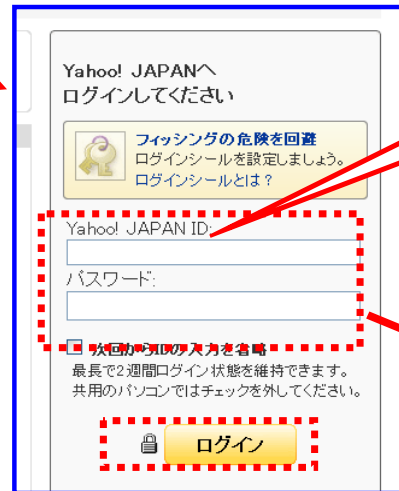 Yahoo! JAPANへ
ログインしてください
フィッシングの危険を回避
ログインシールを設定しましょう。
ログインシールとは？
Yahoo! JAPAN ID:
パスワード:
次回からIDの入力を省略
最長で2週間ログイン状態を維持できます。
共用のパソコンではチェックを外してください。
ログイン